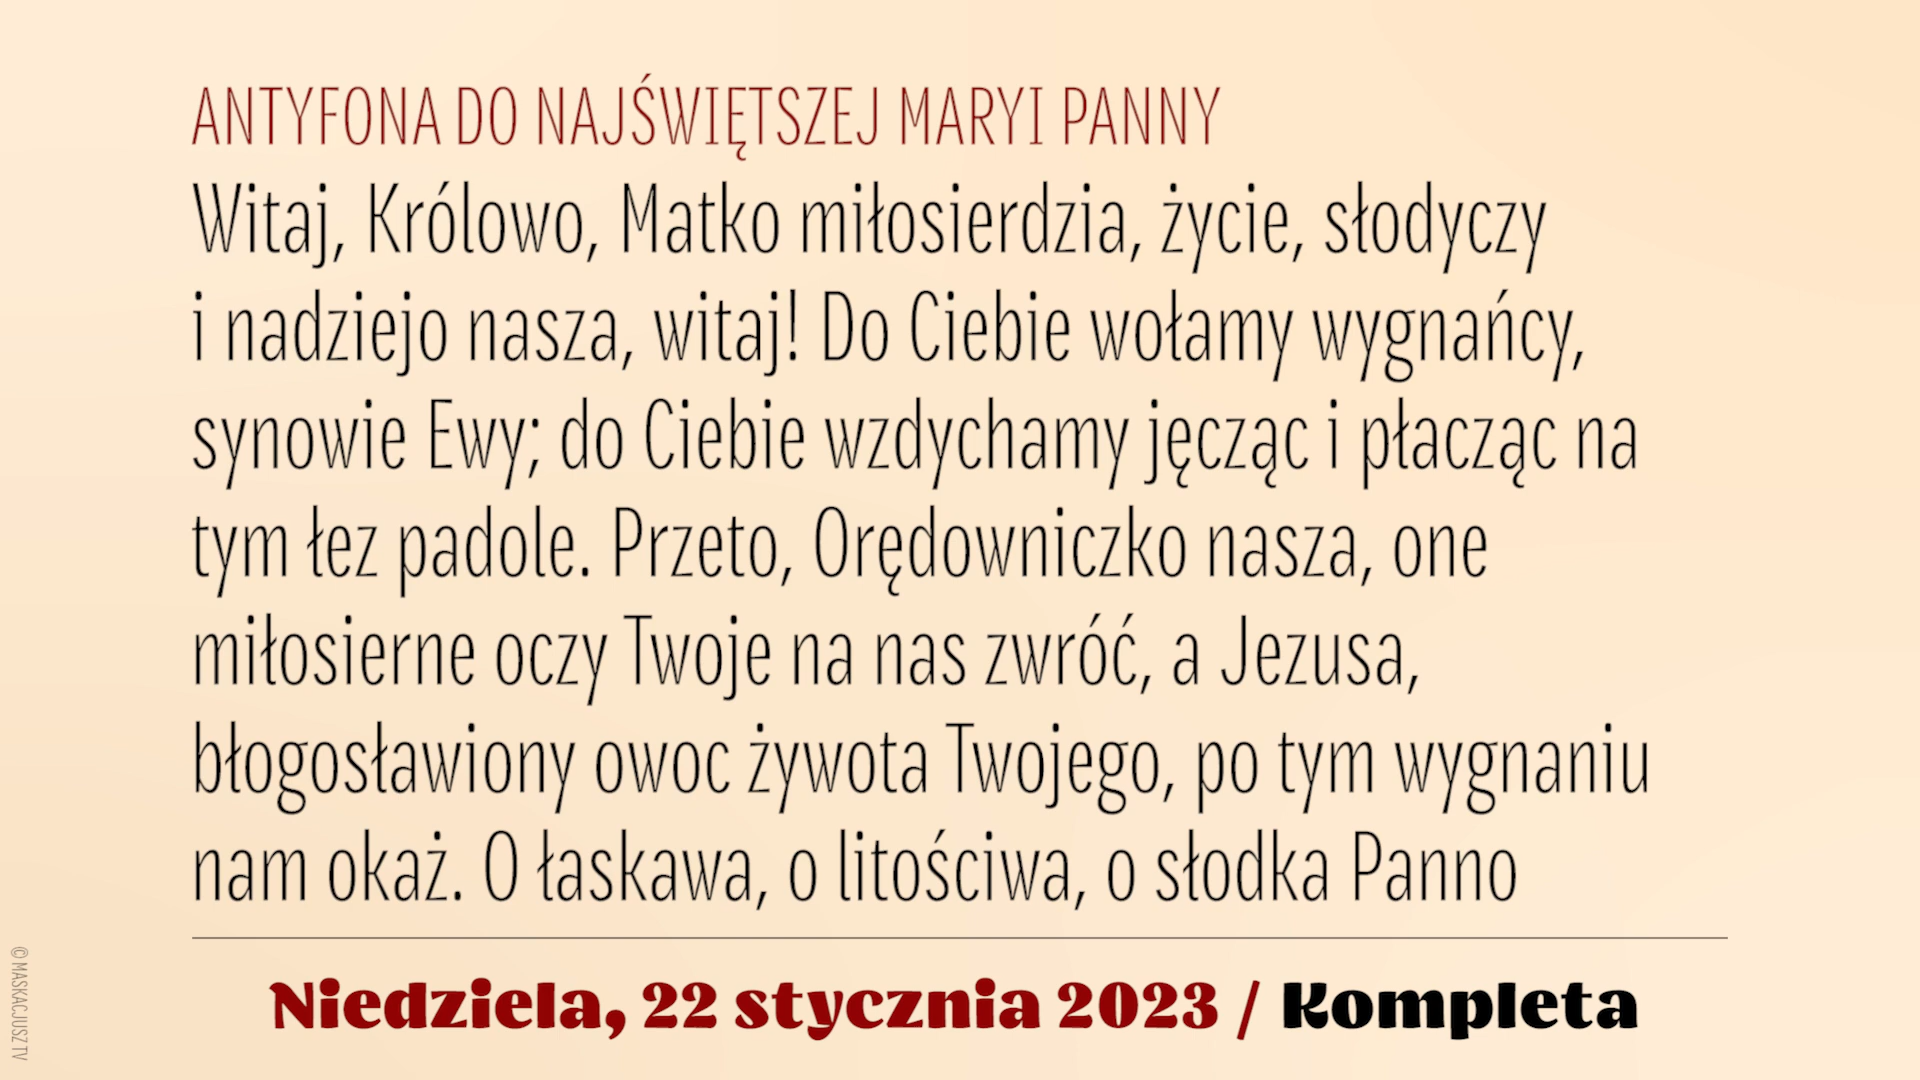 ANTYFONA DO NAJŚWIĘTSZEJ MARYI PANNY
Witaj, Królowo, Matko miłosierdzia, życie, słodyczy
i nadziejo nasza, witaj! Do Ciebie wołamy wygnańcy,
synowie Ewy; do Ciebie wzdychamy jęcząc i płacząc na
tym łez padole. Przeto, Orędowniczko nasza, one
miłosierne oczy Twoje na nas zwróć, a Jezusa,
błogosławiony owoc żywota Twojego, po tym wygnaniu
nam okaż. O łaskawa, o litościwa, o słodka Panno
Niedziela, 22 stycznia 2023 / Kompleta
© MASKACJUSZ TV